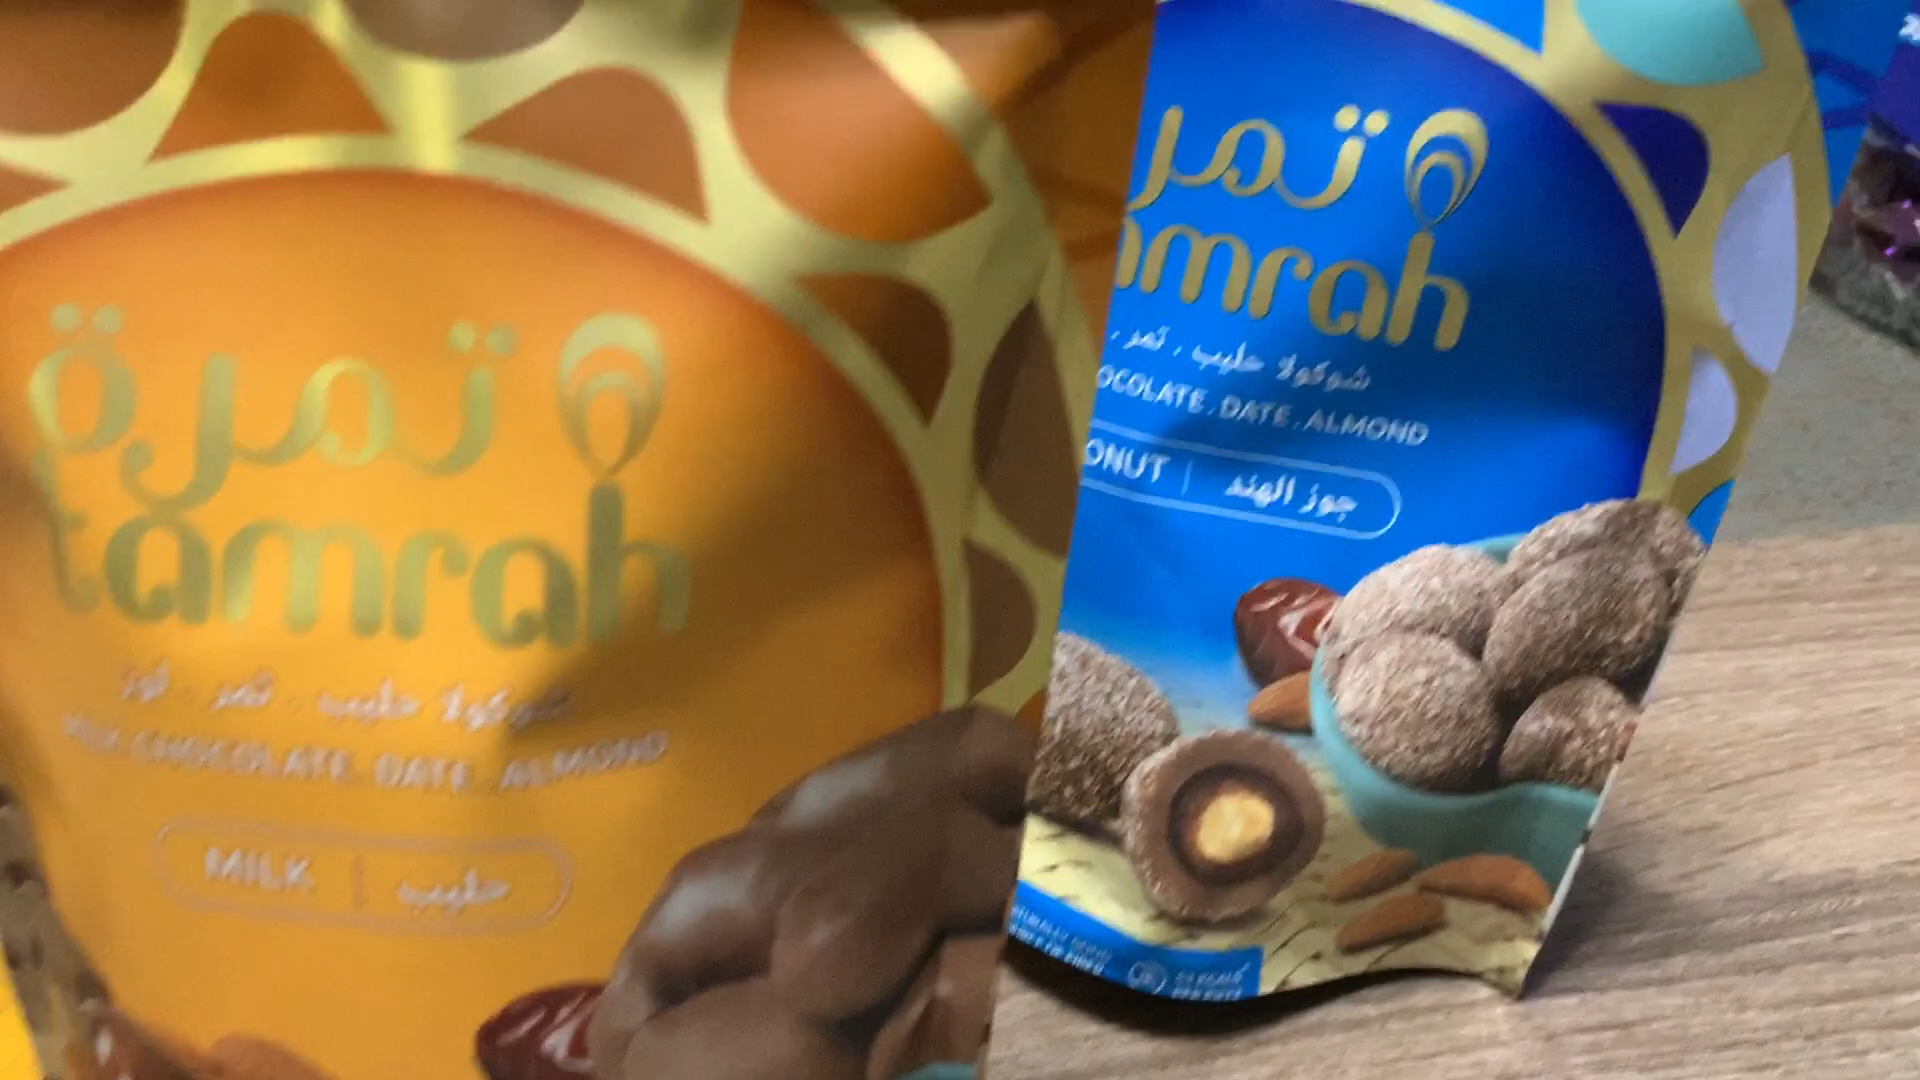 تمرة
tamrah
شوكولا حليب . تمر . لوز
MILK CHOCOLATE . DATE . ALMOND
MILK | حليب
تمر
amrah
شوكولا حليب . تمر .
OCOLATE . DATE . ALMOND
ONUT | جوز الهند